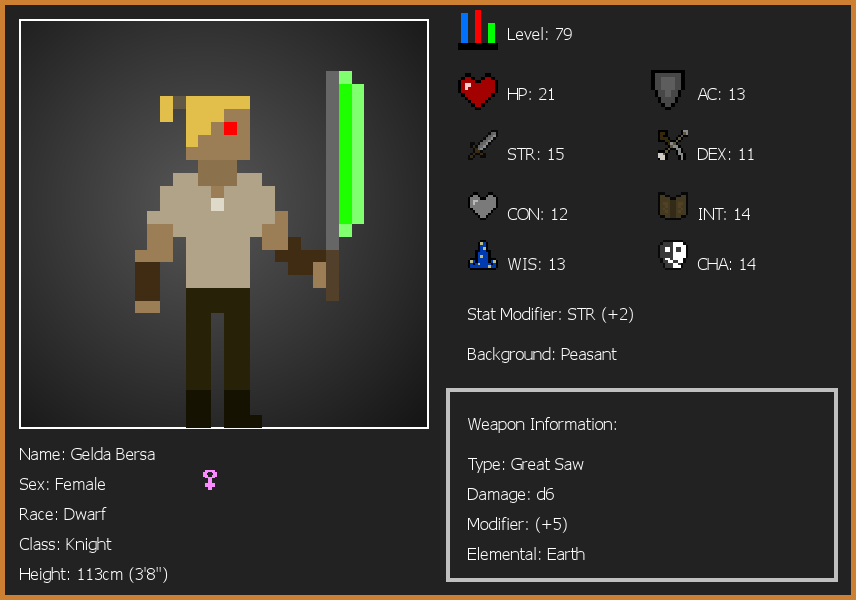 Level: 79
HP: 21
AC: 13
STR: 15
DEX: 11
CON: 12
INT: 14
WIS: 13
CHA: 14
Stat Modifier: STR (+2)
Background: Peasant
Weapon Information:
Type: Great Saw
Damage: d6
Modifier: (+5)
Elemental: Earth
Name: Gelda Bersa
Sex: Female
Race: Dwarf
Class: Knight
Height: 113cm (3'8")